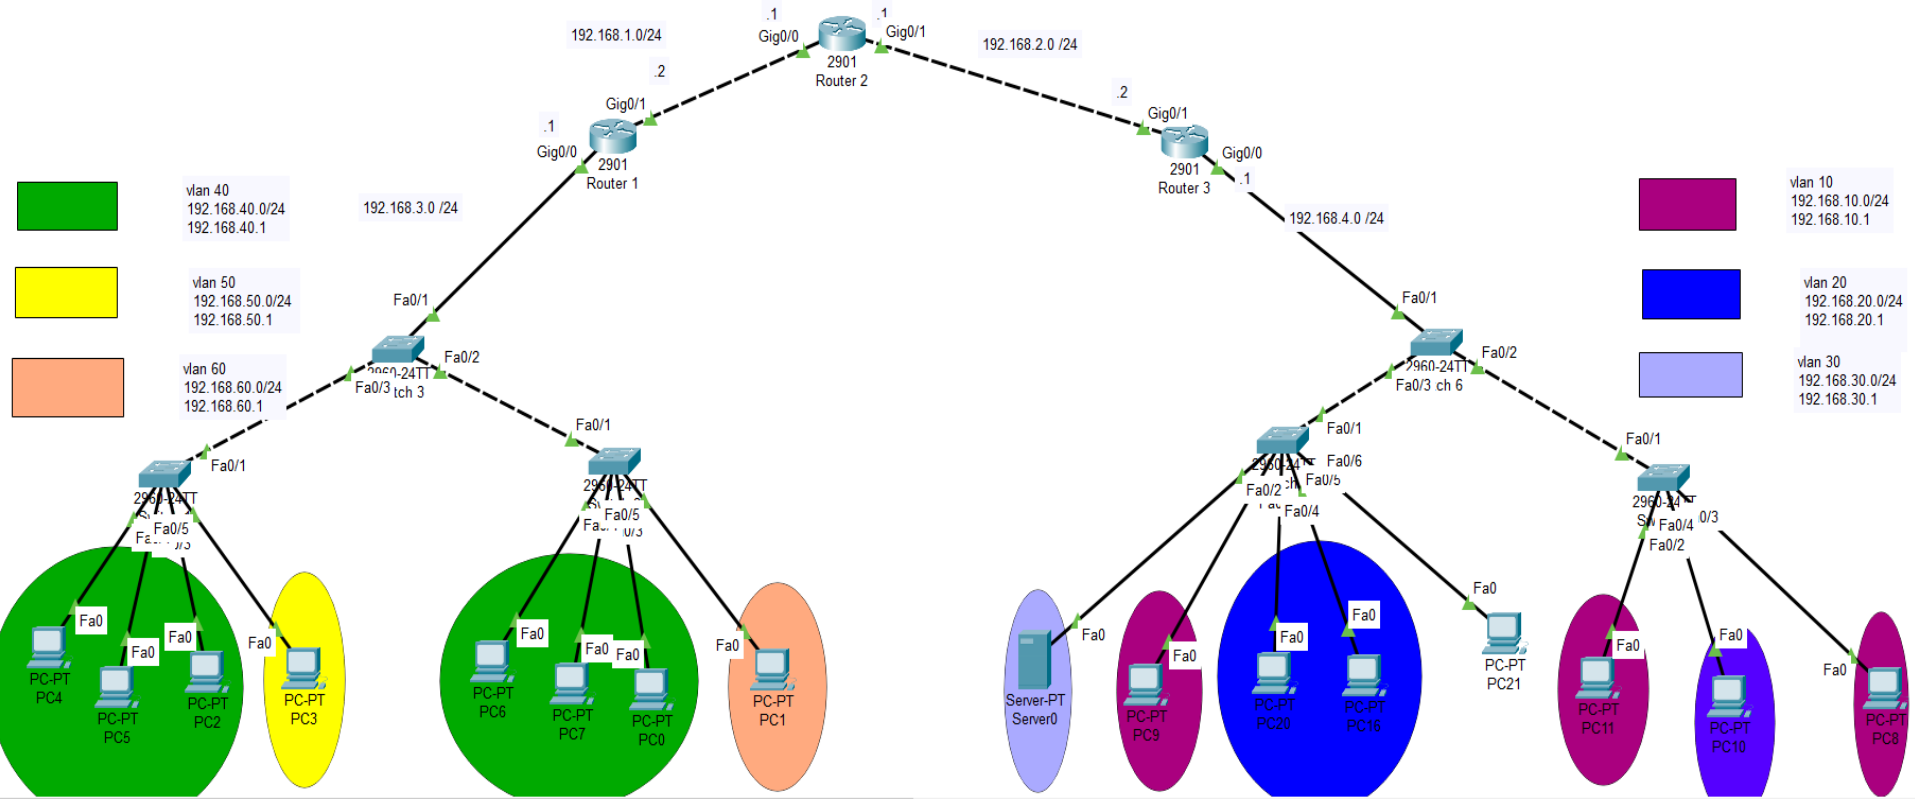 .1
.1
Gig0/0
Gig0/1
192.168.1.0/24
192.168.2.0 /24
2901
Router 2
.2
.2
Gig0/1
Gig0/1
.1
Gig0/0
2901
Router 1
2901
Router 3
Gig0/0
.1
vlan 40
192.168.40.0/24
192.168.40.1
192.168.3.0 /24
192.168.4.0 /24
vlan 10
192.168.10.0/24
192.168.10.1
vlan 50
192.168.50.0/24
192.168.50.1
Fa0/1
Fa0/1
vlan 20
192.168.20.0/24
192.168.20.1
vlan 60
192.168.60.0/24
192.168.60.1
Fa0/2
2960-24TT
Fa0/3
tch 3
Fa0/2
2960-24TT
Fa0/3
ch 6
vlan 30
192.168.30.0/24
192.168.30.1
Fa0/1
2960-24TT
Fa0/5
Fa0/1
Fa0/5
Fa0/1
Fa0/6
Fa0/5
Fa0/2
Fa0/4
Fa0/1
Fa0/4
Fa0/2
Fa0
PC-PT
PC4
Fa0
PC-PT
PC5
Fa0
PC-PT
PC2
Fa0
PC-PT
PC3
Fa0
PC-PT
PC6
Fa0
PC-PT
PC7
Fa0
PC-PT
PC0
Fa0
PC-PT
PC1
Fa0
Server-PT
Server0
Fa0
PC-PT
PC9
Fa0
PC-PT
PC20
Fa0
PC-PT
PC16
Fa0
PC-PT
PC21
Fa0
PC-PT
PC11
Fa0
PC-PT
PC10
Fa0
PC-PT
PC8